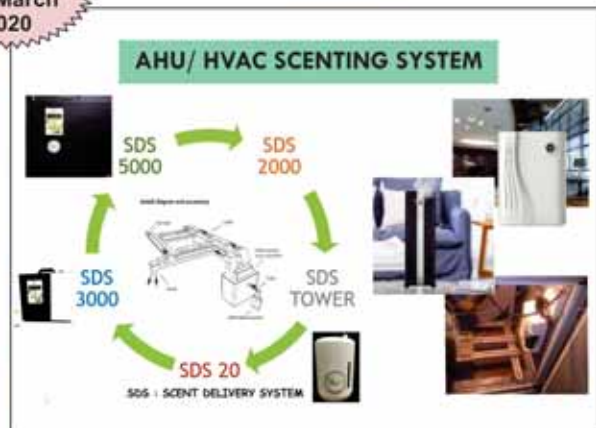 March
020
AHU/ HVAC SCENTING SYSTEM
SDS
5000
SDS
2000
SDS
3000
SDS
TOWER
SDS 20
SDS : SCENT DELIVERY SYSTEM